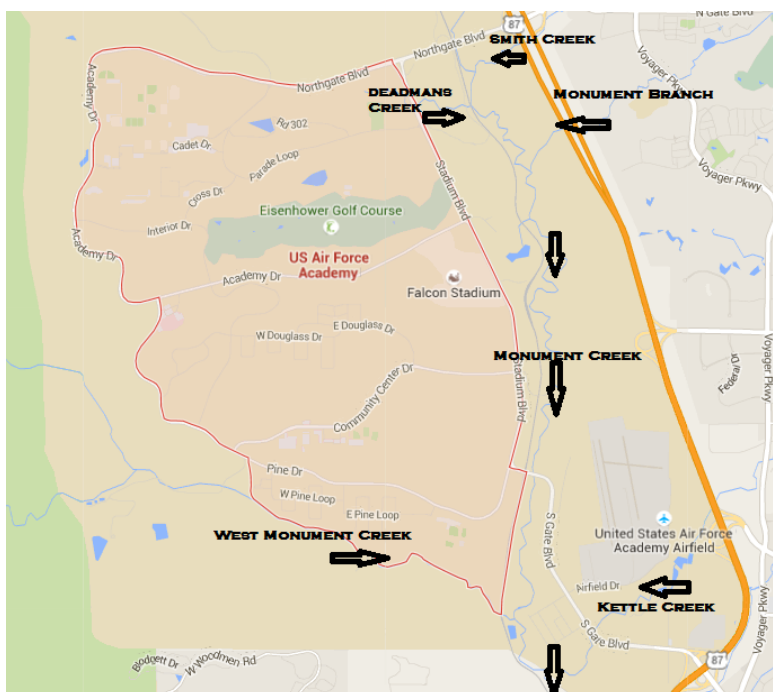 N Gate Blvd
87
Northgate Blvd
SMITH CREEK
Voyager Pkwy
Academy Dr
Northgate Blvd
DEADMANS
CREEK
MONUMENT BRANCH
Rd 302
Cadet Dr
Parade Loop
Voyager Pkwy
Cross Dr
Stadium Blvd
Eisenhower Golf Course
Interior Dr
Academy Dr
US Air Force
Academy
Academy Dr
Falcon Stadium
E Douglass Dr
W Douglass Dr
MONUMENT CREEK
Voyager Pkwy
Federal Dr
Stadium Blvd
Community Center Dr
Pine Dr
W Pine Loop
E Pine Loop
S Gate Blvd
WEST MONUMENT CREEK
United States Air Force
Academy Airfield
Airfield Dr
KETTLE CREEK
Voyager Pkwy
S Gate Blvd
Blodgett Dr
W Woodmen Rd
87